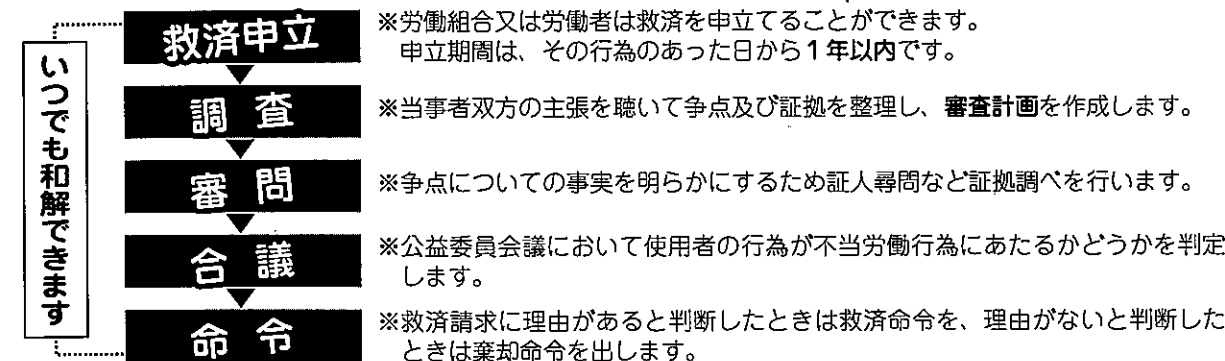 いつでも和解できます
救済申立
※労働組合又は労働者は救済を申立てることができます。
申立期間は、その行為のあった日から1年以内です。
調査
※当事者双方の主張を聴いて争点及び証拠を整理し、審査計画を作成します。
審問
※争点についての事実を明らかにするため証人尋問など証拠調べを行います。
合議
※公益委員会議において使用者の行為が不当労働行為にあたるかどうかを判定
します。
命令
※救済請求に理由があると判断したときは救済命令を、理由がないと判断した
ときは棄却命令を出します。